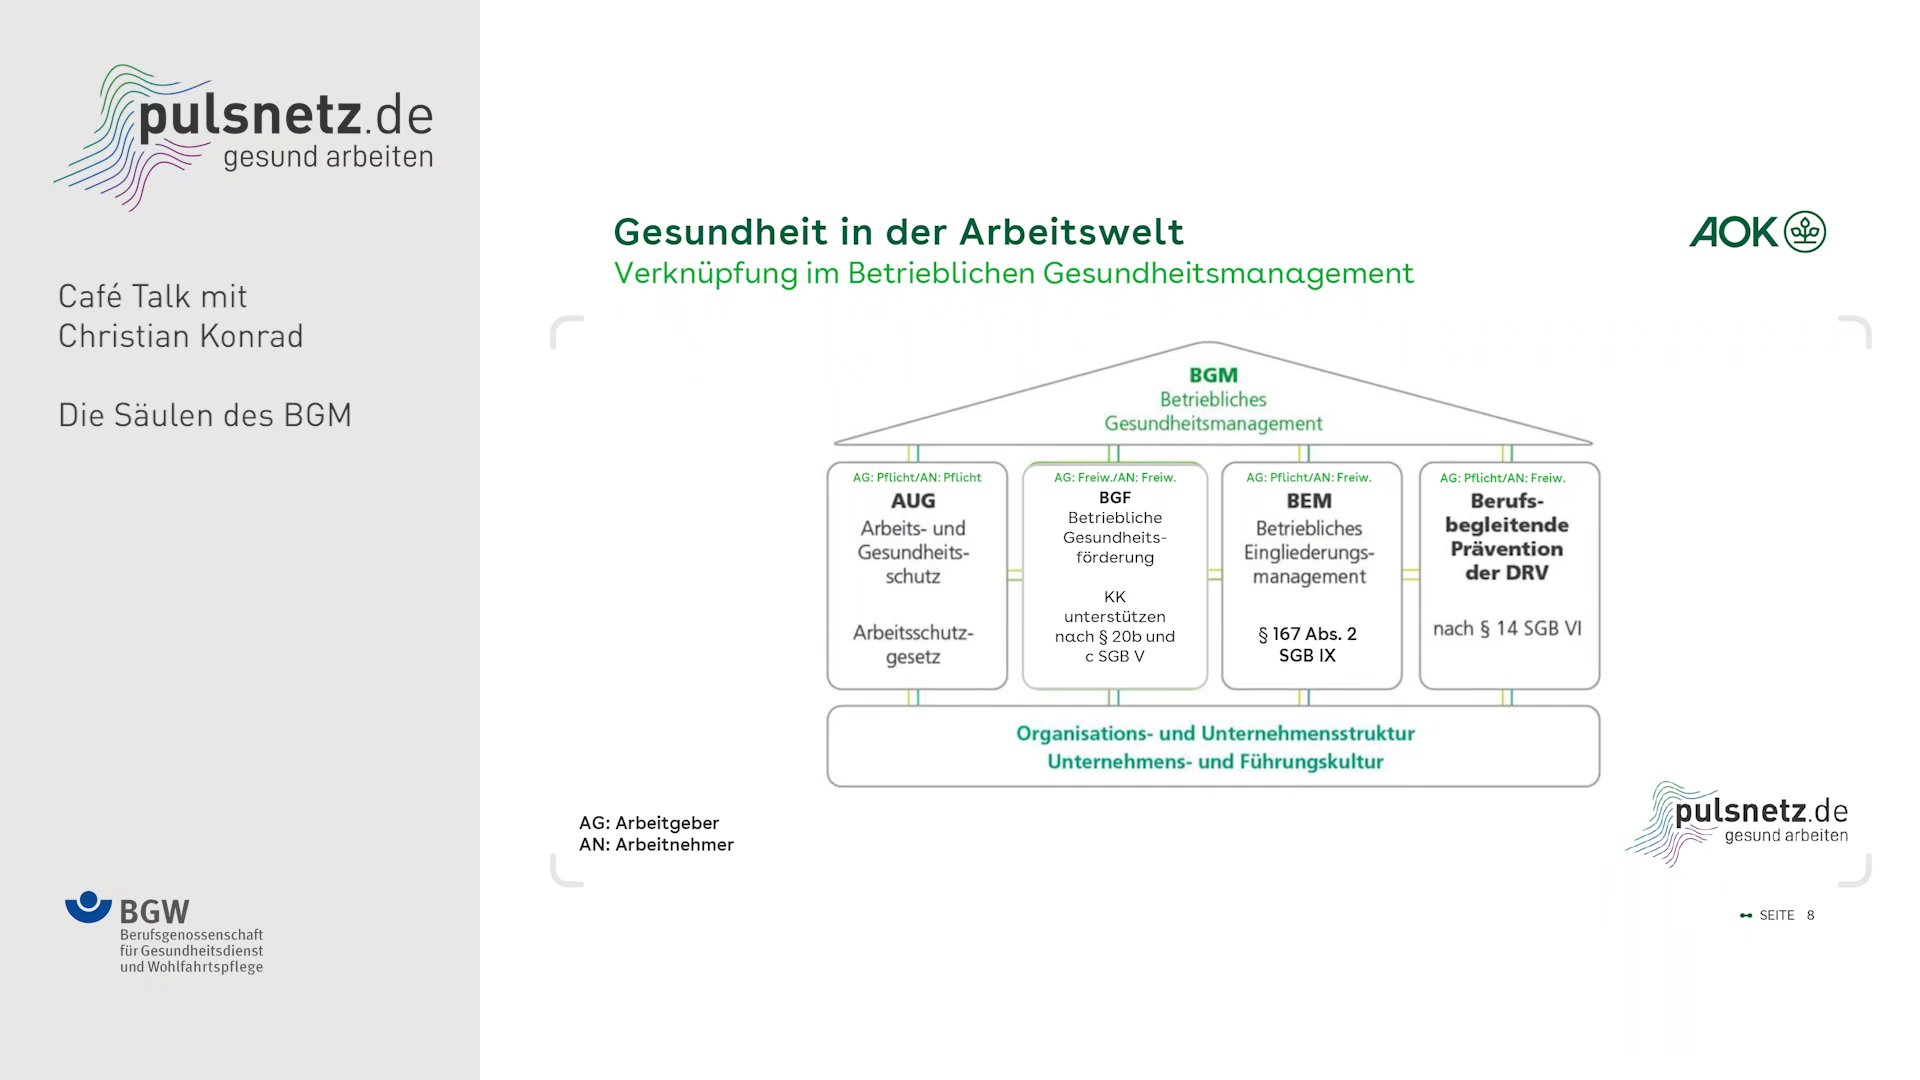 pulsnetz.de
gesund arbeiten
Café Talk mit
Christian Konrad
Die Säulen des BGM
BGW
Berufsgenossenschaft
für Gesundheitsdienst
und Wohlfahrtspflege
Gesundheit in der Arbeitswelt
Verknüpfung im Betrieblichen Gesundheitsmanagement
AOK
BGM
Betriebliches
Gesundheitsmanagement
AG: Pflicht/AN: Pflicht
AUG
Arbeits- und
Gesundheits-
schutz
Arbeitsschutz-
gesetz
AG: Freiw./AN: Freiw.
BGF
Betriebliche
Gesundheits-
förderung
KK
unterstützen
nach § 20b und
c SGB V
AG: Pflicht/AN: Freiw.
BEM
Betriebliches
Eingliederungs-
management
§ 167 Abs. 2
SGB IX
AG: Pflicht/AN: Freiw.
Berufs-
begleitende
Prävention
der DRV
nach § 14 SGB VI
Organisations- und Unternehmensstruktur
Unternehmens- und Führungskultur
AG: Arbeitgeber
AN: Arbeitnehmer
pulsnetz.de
gesund arbeiten
SEITE 8